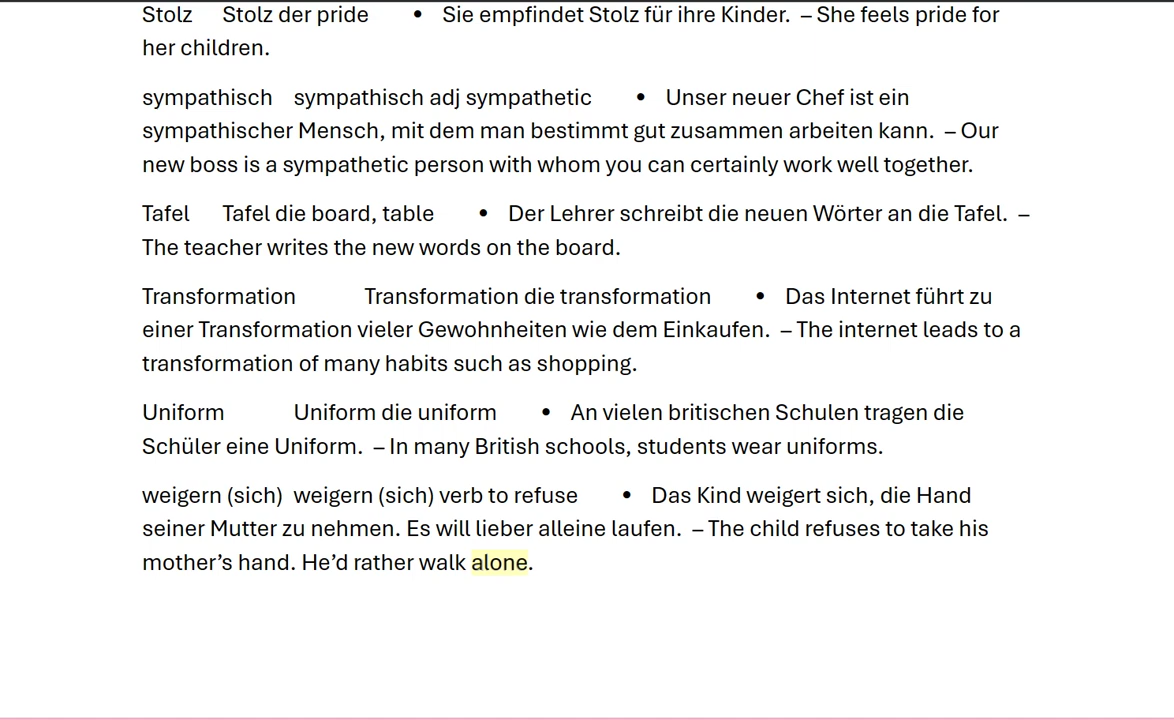 Stolz Stolz der pride • Sie empfindet Stolz für ihre Kinder. – She feels pride for
her children.
sympathisch sympathisch adj sympathetic • Unser neuer Chef ist ein
sympathischer Mensch, mit dem man bestimmt gut zusammen arbeiten kann. – Our
new boss is a sympathetic person with whom you can certainly work well together.
Tafel Tafel die board, table • Der Lehrer schreibt die neuen Wörter an die Tafel. –
The teacher writes the new words on the board.
Transformation Transformation die transformation • Das Internet führt zu
einer Transformation vieler Gewohnheiten wie dem Einkaufen. – The internet leads to a
transformation of many habits such as shopping.
Uniform Uniform die uniform • An vielen britischen Schulen tragen die
Schüler eine Uniform. – In many British schools, students wear uniforms.
weigern (sich) weigern (sich) verb to refuse • Das Kind weigert sich, die Hand
seiner Mutter zu nehmen. Es will lieber alleine laufen. – The child refuses to take his
mother’s hand. He’d rather walk alone.